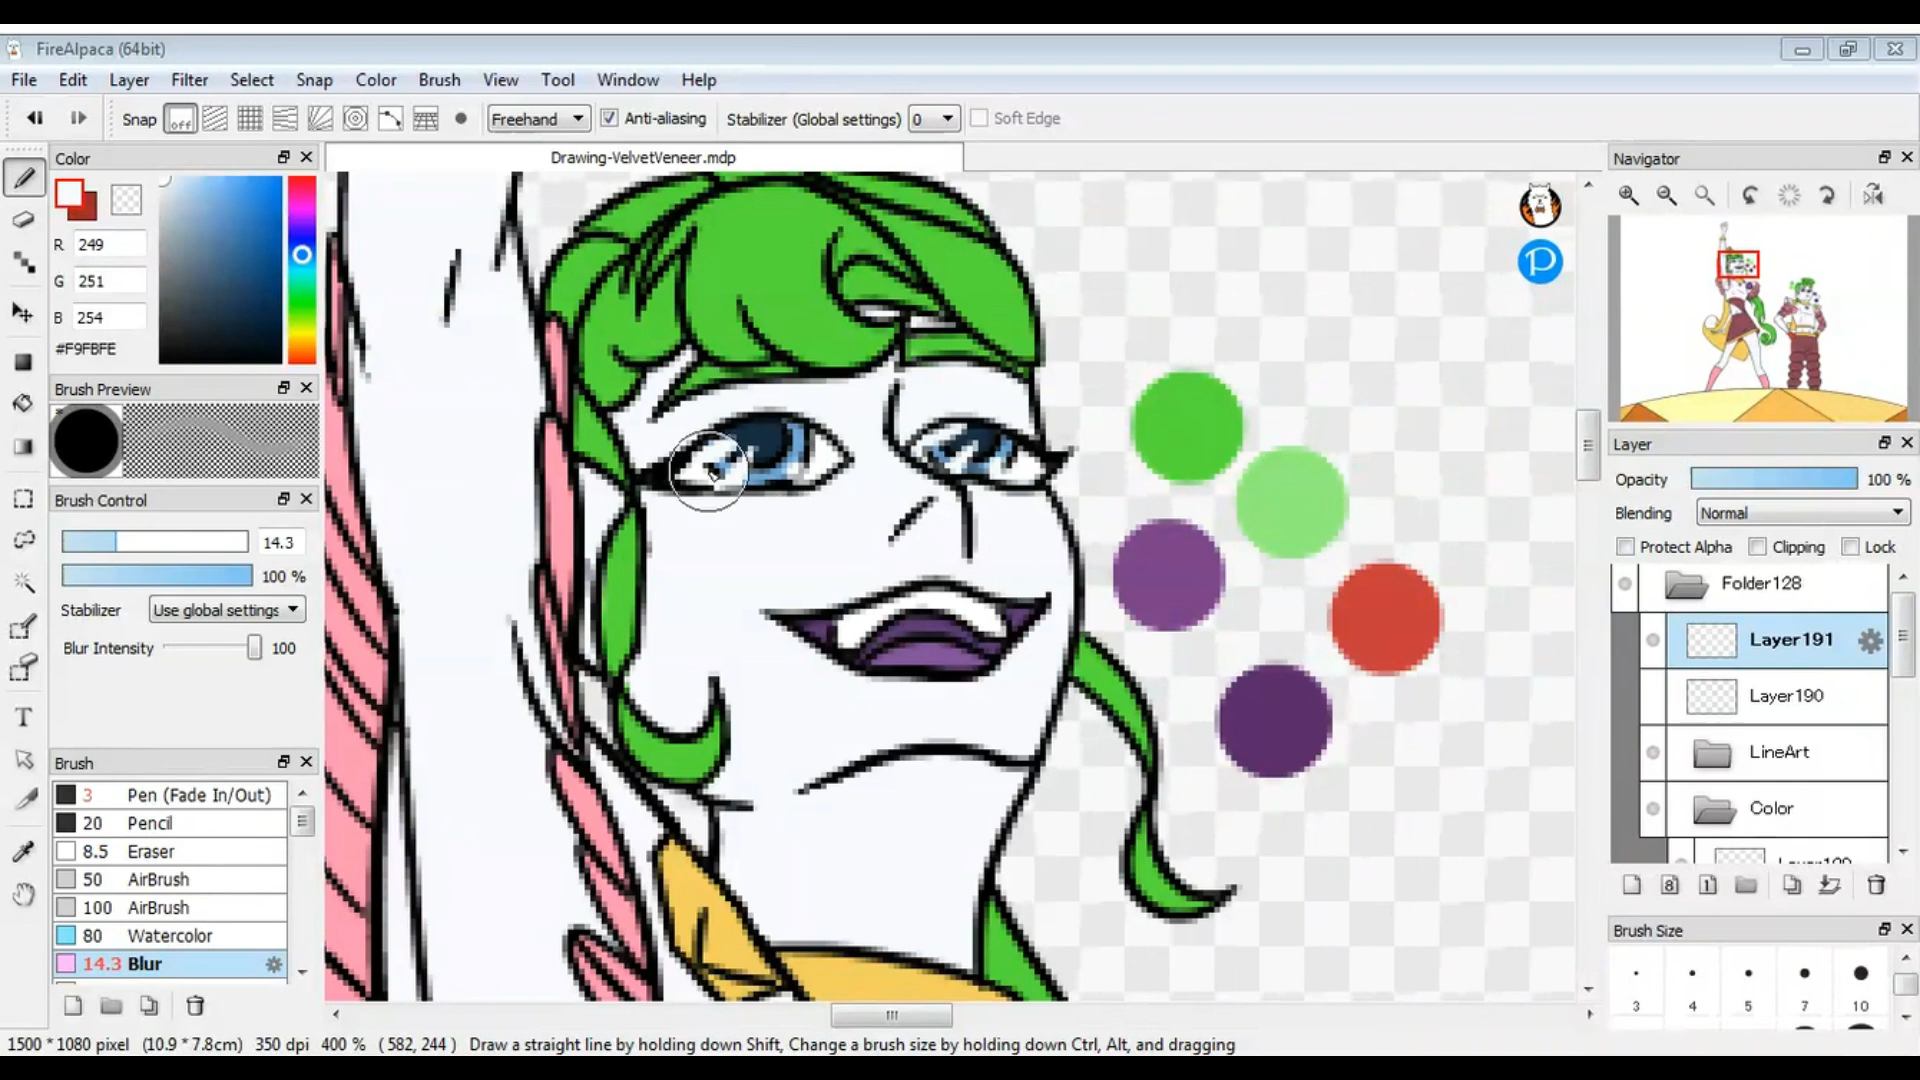 FireAlpaca (64bit)
File Edit Layer Filter Select Snap Color Brush View Tool Window Help
Snap off Freehand Anti-aliasing Stabilizer (Global settings) 0 Soft Edge
Color
Drawing-VelvetVeneer.mdp
Navigator
R 249
G 251
B 254
#F9FBFE
Brush Preview
Brush Control
14.3
100 %
Stabilizer Use global settings
Blur Intensity 100
Brush
3 Pen (Fade In/Out)
20 Pencil
8.5 Eraser
50 AirBrush
100 AirBrush
80 Watercolor
14.3 Blur
Layer
Opacity 100 %
Blending Normal
Protect Alpha Clipping Lock
Folder128
Layer191
Layer190
LineArt
Color
8 1
Brush Size
3 4 5 7 10
1500 * 1080 pixel (10.9 * 7.8cm) 350 dpi 400 % ( 582, 244 ) Draw a straight line by holding down Shift, Change a brush size by holding down Ctrl, Alt, and dragging